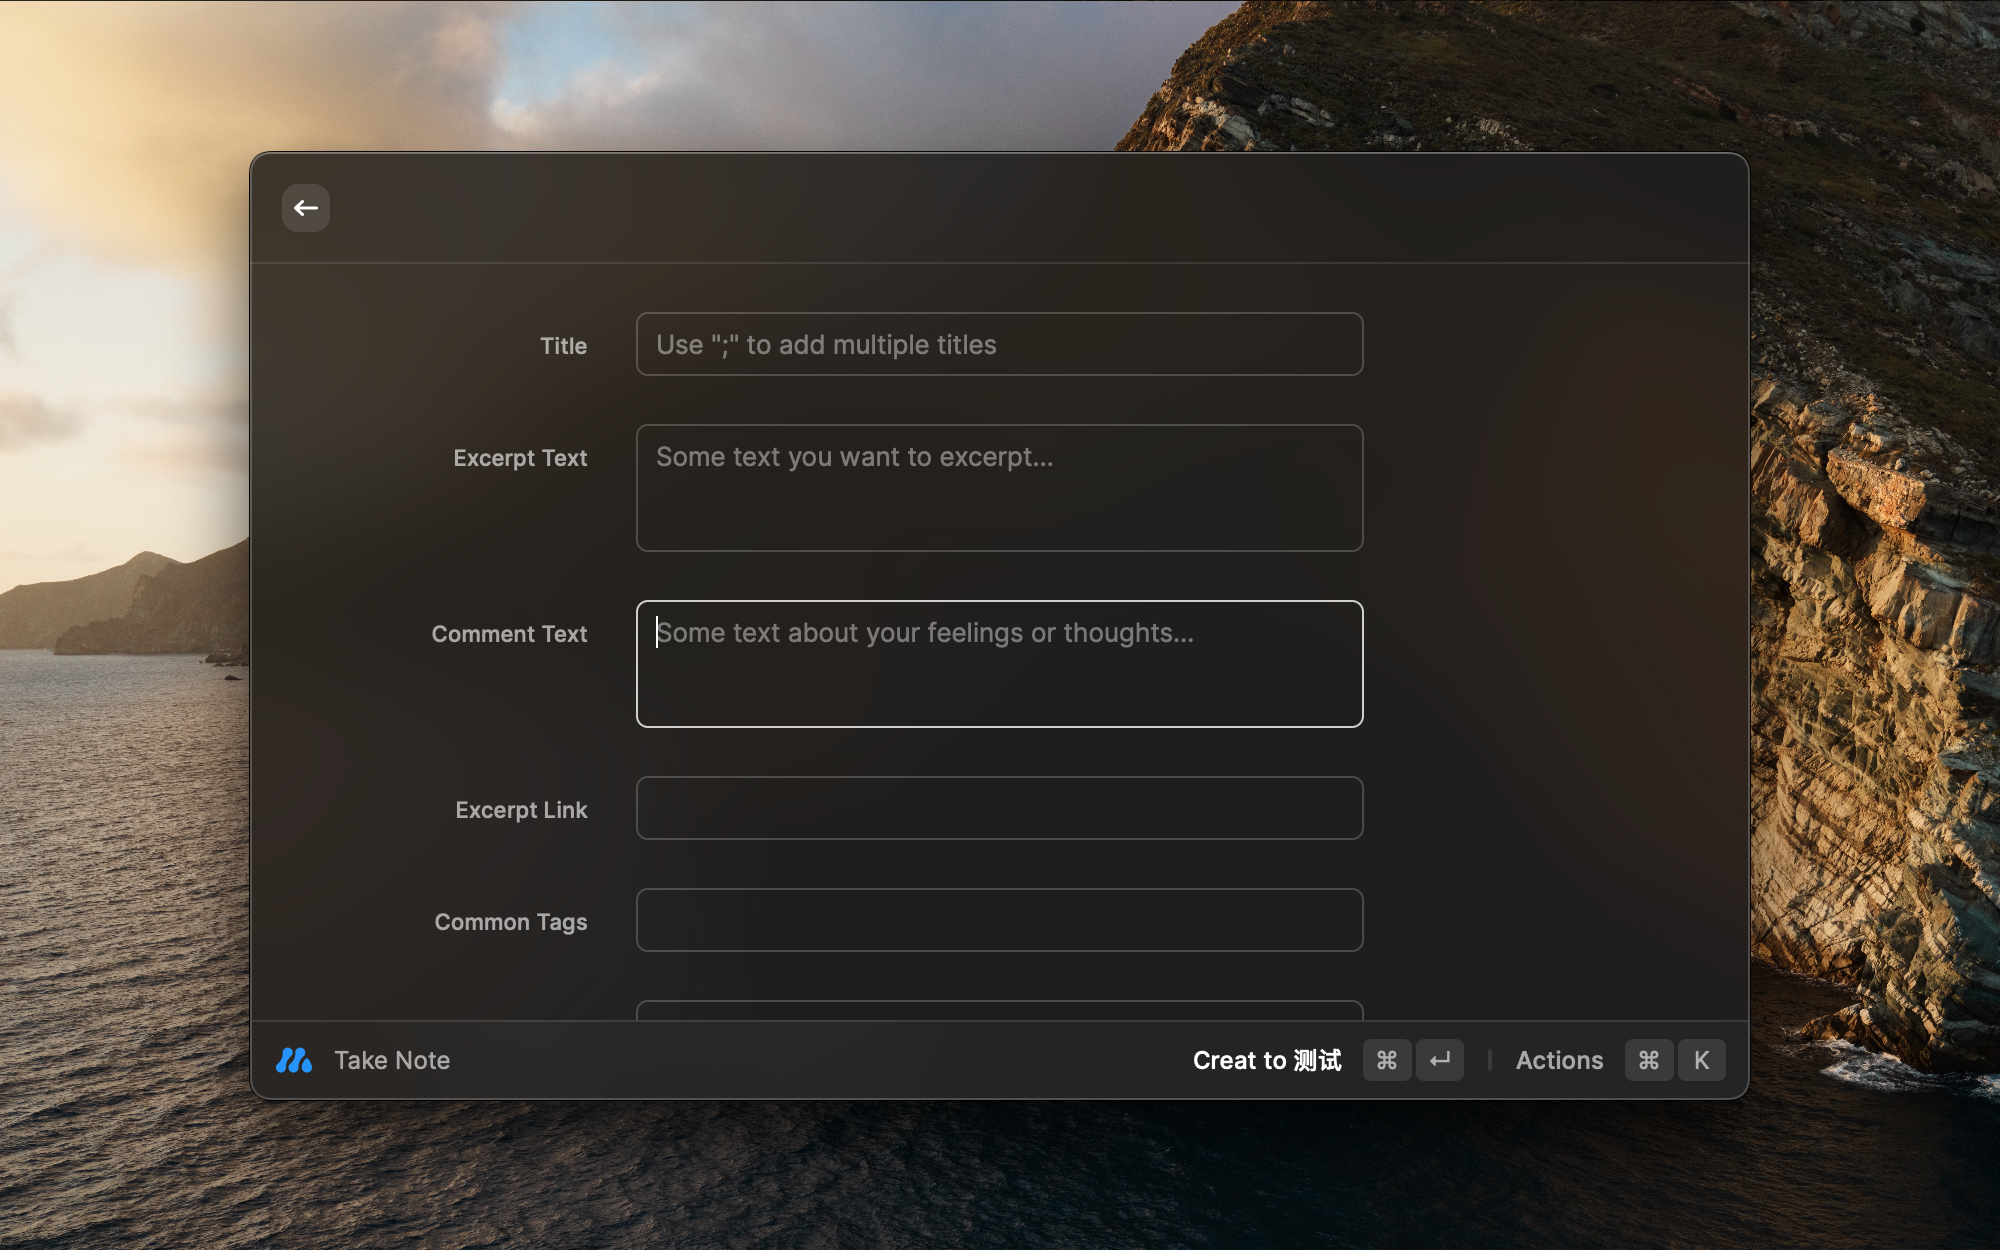 Title
Use ";" to add multiple titles
Excerpt Text
Some text you want to excerpt...
Comment Text
Some text about your feelings or thoughts...
Excerpt Link
Common Tags
Take Note
Creat to 测试 ⌘ ↵
Actions ⌘ K